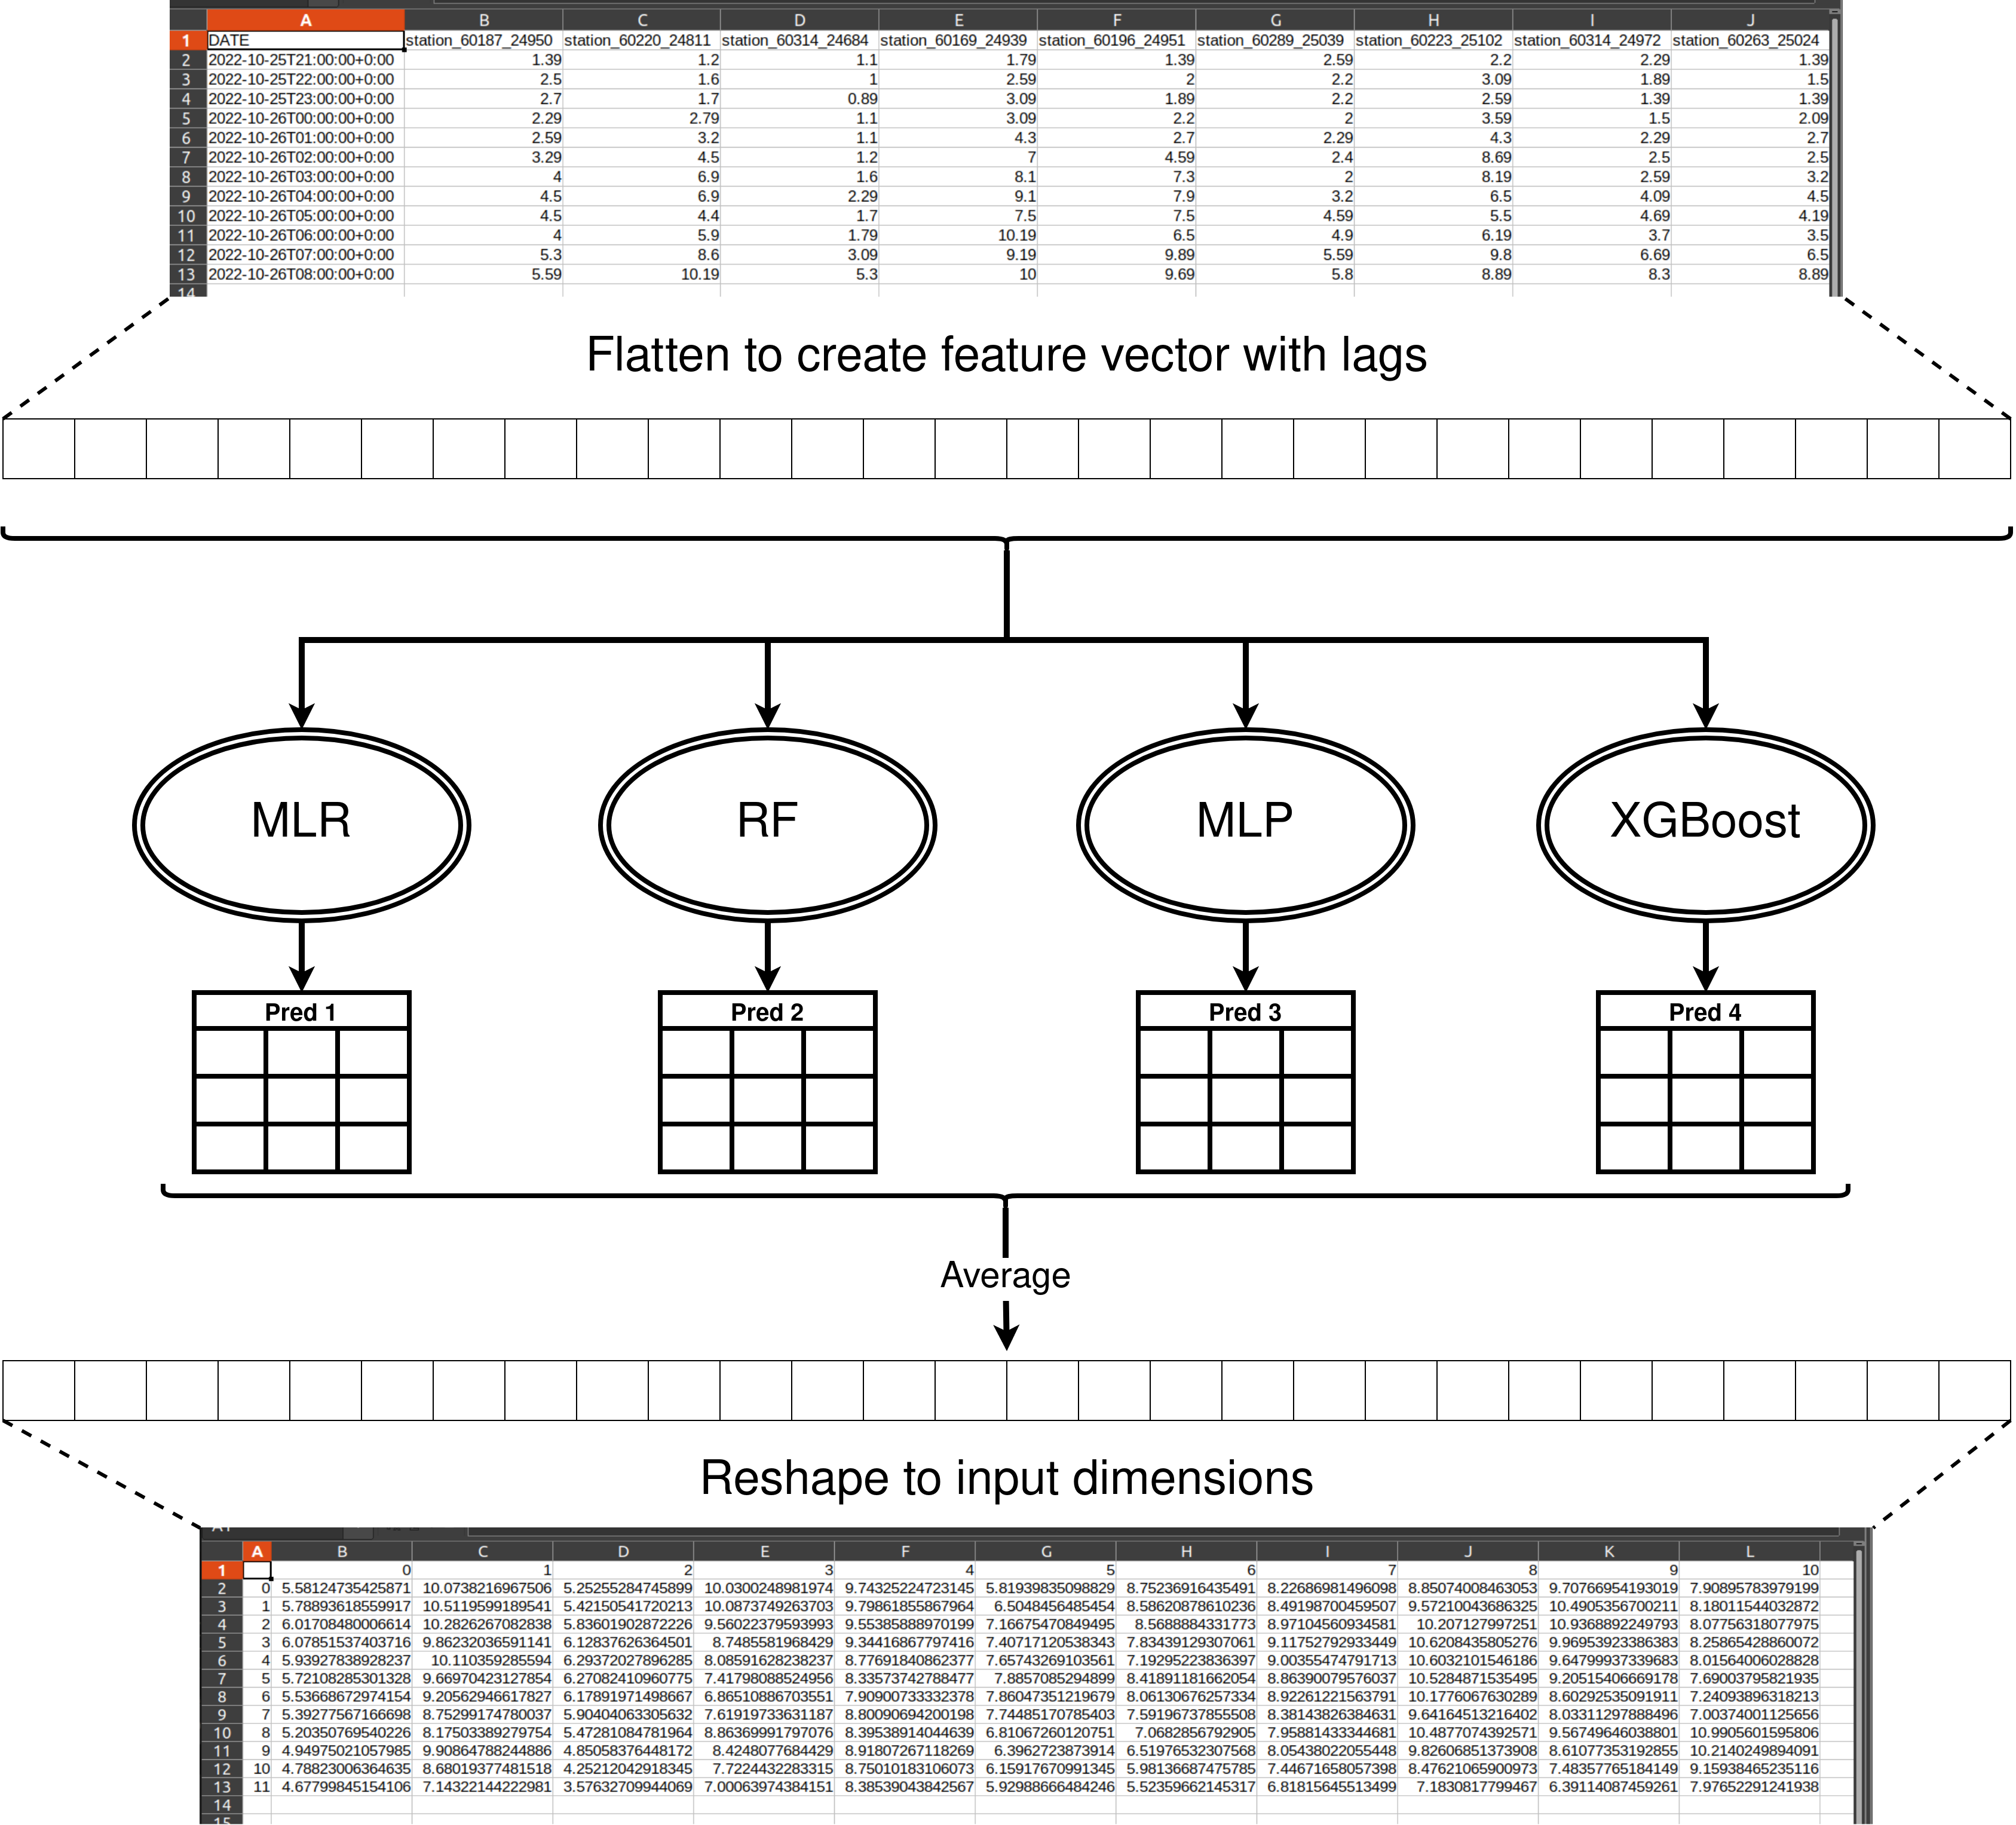 A B C D E F G H I J
1 DATE station_60187_24950 station_60220_24811 station_60314_24684 station_60169_24939 station_60196_24951 station_60289_25039 station_60223_25102 station_60314_24972 station_60263_25024
2 2022-10-25T21:00:00+0:00 1.39 1.2 1.1 1.79 1.39 2.59 2.2 2.29 1.39
3 2022-10-25T22:00:00+0:00 2.5 1.6 1 2.59 2 2.2 3.09 1.89 1.5
4 2022-10-25T23:00:00+0:00 2.7 1.7 0.89 3.09 1.89 2.2 2.59 1.39 1.39
5 2022-10-26T00:00:00+0:00 2.29 2.79 1.1 3.09 2.2 2 3.59 1.5 2.09
6 2022-10-26T01:00:00+0:00 2.59 3.2 1.1 4.3 2.7 2.29 4.3 2.29 2.7
7 2022-10-26T02:00:00+0:00 3.29 4.5 1.2 7 4.59 2.4 8.69 2.5 2.5
8 2022-10-26T03:00:00+0:00 4 6.9 1.6 8.1 7.3 2 8.19 2.59 3.2
9 2022-10-26T04:00:00+0:00 4.5 6.9 2.29 9.1 7.9 3.2 6.5 4.09 4.5
10 2022-10-26T05:00:00+0:00 4.5 4.4 1.7 7.5 7.5 4.59 5.5 4.69 4.19
11 2022-10-26T06:00:00+0:00 4 5.9 1.79 10.19 6.5 4.9 6.19 3.7 3.5
12 2022-10-26T07:00:00+0:00 5.3 8.6 3.09 9.19 9.89 5.59 9.8 6.69 6.5
13 2022-10-26T08:00:00+0:00 5.59 10.19 5.3 10 9.69 5.8 8.89 8.3 8.89
14
Flatten to create feature vector with lags
MLR RF MLP XGBoost
Pred 1 Pred 2 Pred 3 Pred 4
Average
Reshape to input dimensions
A B C D E F G H I J K L
1 0 1 2 3 4 5 6 7 8 9 10
2 0 5.58124735425871 10.0738216967506 5.25255284745899 10.0300248981974 9.74325224723145 5.81939835098829 8.75236916435491 8.22686981496098 8.85074008463053 9.70766954193019 7.90895783979199
3 1 5.78893618559917 10.5119599189541 5.42150541720213 10.0873749263703 9.79861855867964 6.5048456485454 8.58620878610236 8.49198700459507 9.57210043686325 10.4905356700211 8.18011544032872
4 2 6.01708480006614 10.2826267082838 5.83601902872226 9.56022379593993 9.55385888970199 7.16675470849495 8.5688884331773 8.97104560934581 10.207127997251 10.9368892249793 8.07756318077975
5 3 6.07851537403716 9.86232036591141 6.12837626364501 8.7485581968429 9.34416867797416 7.40717120538343 7.83439129307061 9.11752792933449 10.6208435805276 9.96953923386383 8.25865428860072
6 4 5.93927838928237 10.110359285594 6.29372027896285 8.08591628238237 8.77691840862377 7.65743269103561 7.19295223836397 9.00355474791713 10.6032101546186 9.64799937339683 8.01564006028828
7 5 5.72108285301328 9.66970423127854 6.27082410960775 7.41798088524956 8.33573742788477 7.8857085294899 8.41891181662054 8.86390079576037 10.5284871535495 9.20515406669178 7.69003795821935
8 6 5.53668672974154 9.20562946617827 6.17891971498667 6.86510886703551 7.90900733332378 7.86047351219679 8.06130676257334 8.92261221563791 10.1776067630289 8.60292535091911 7.24093896318213
9 7 5.39277567166698 8.75299174780037 5.90404063305632 7.61919733631187 8.80090694200198 7.74485170785403 7.59196737855508 8.38143826384631 9.64164513216402 8.03311297888496 7.00374001125656
10 8 5.20350769540226 8.17503389279754 5.47281084781964 8.86369991797076 8.39538914044639 6.81067260120751 7.0682856792905 7.95881433344681 10.4877074392571 9.56749646038801 10.9905601595806
11 9 4.94975021057985 9.90864788244886 4.85058376448172 8.4248077684429 8.91807267118269 6.3962723873914 6.51976532307568 8.05438022055448 9.82606851373908 8.61077353192855 10.2140249894091
12 10 4.78823006364635 8.68019377481518 4.25212042918345 7.7224432283315 8.75010183106073 6.15917670991345 5.98136687475785 7.44671658057398 8.47621065900973 7.48357765184149 9.15938465235116
13 11 4.67799845154106 7.14322144222981 3.57632709944069 7.00063974384151 8.38539043842567 5.92988666484246 5.52359662145317 6.81815645513499 7.1830817799467 6.39114087459261 7.97652291241938
14
15